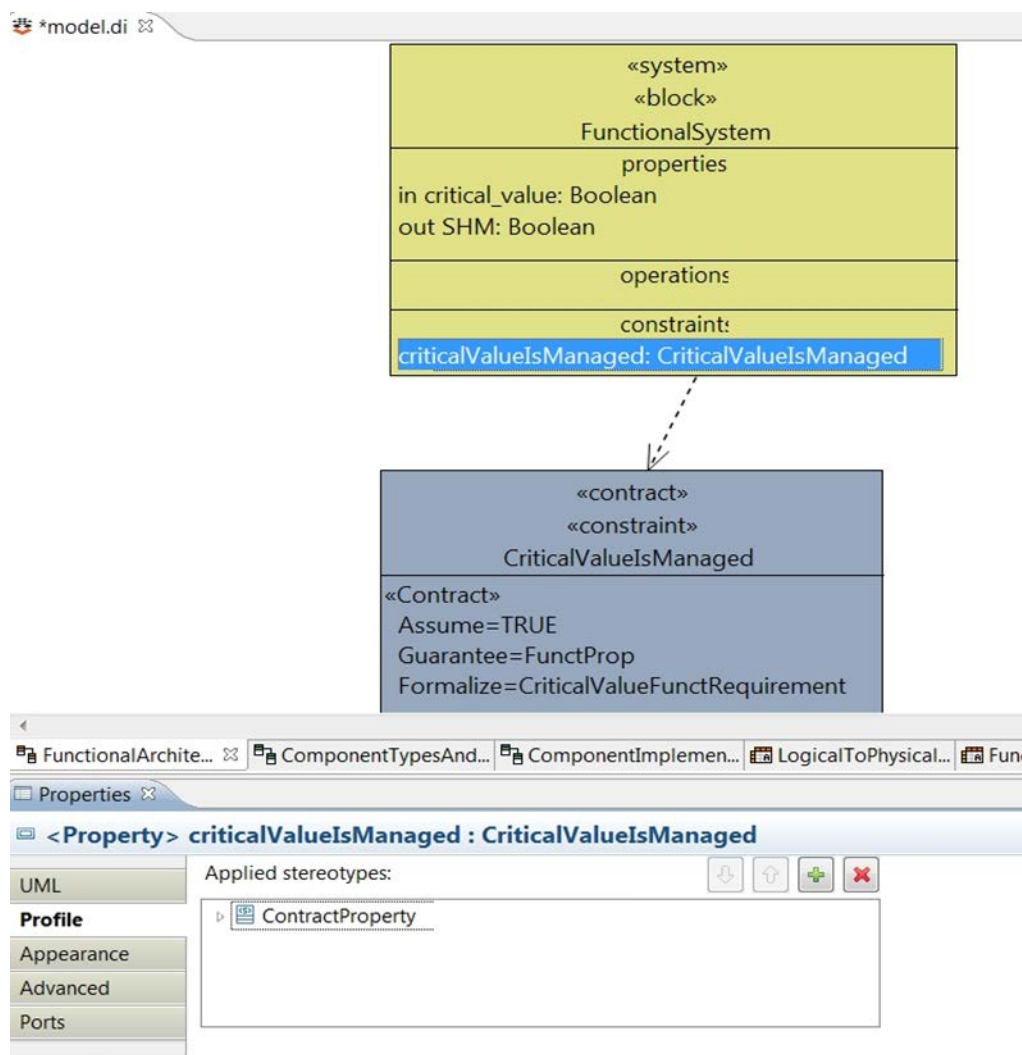 *model.di
«system»
«block»
FunctionalSystem
properties
in critical_value: Boolean
out SHM: Boolean
operations
constraints
criticalValueIsManaged: CriticalValueIsManaged
«contract»
«constraint»
CriticalValueIsManaged
«Contract»
Assume=TRUE
Guarantee=FunctProp
Formalize=CriticalValueFunctRequirement
FunctionalArchite... ComponentTypesAnd... ComponentImplemen... LogicalToPhysical... Fun
Properties
<Property> criticalValueIsManaged : CriticalValueIsManaged
UML
Applied stereotypes:
Profile
ContractProperty
Appearance
Advanced
Ports